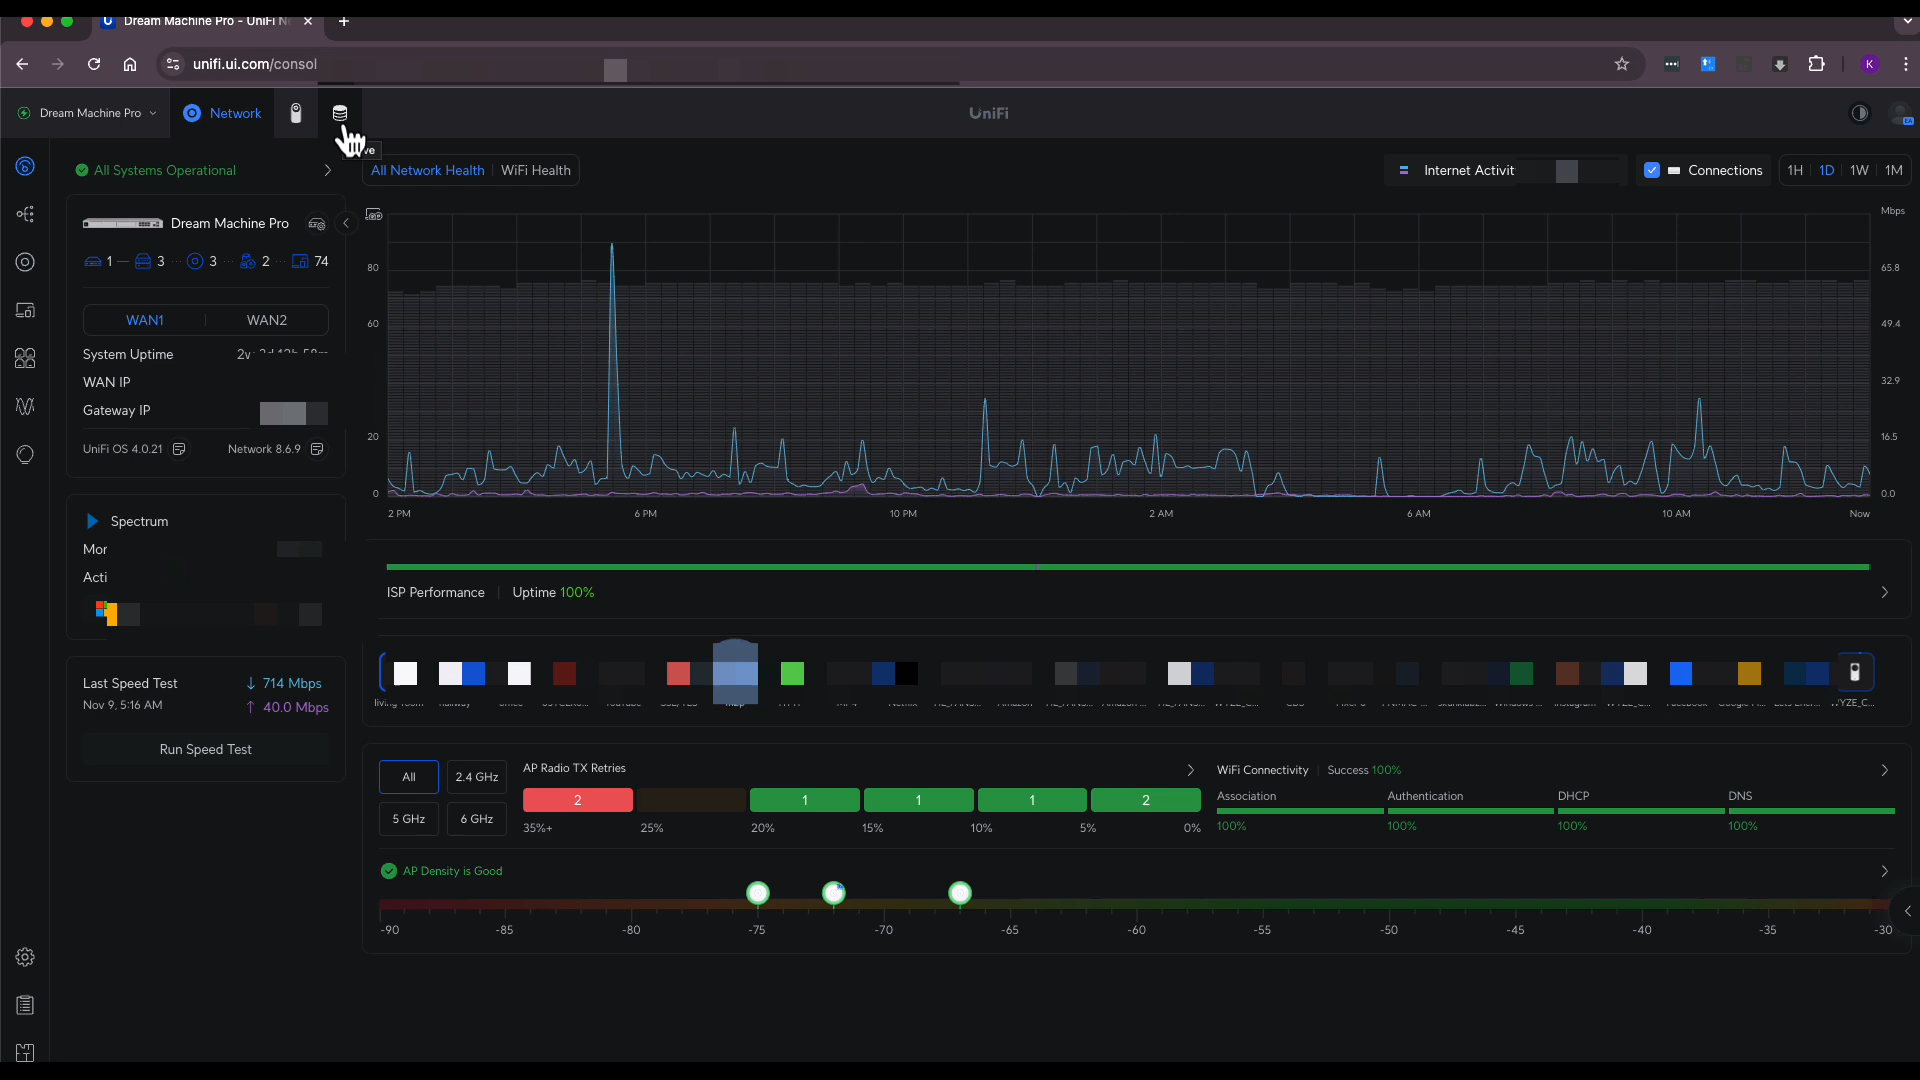 Dream Machine Pro - UniFi N
unifi.ui.com/consol
K
Dream Machine Pro
Network
UniFi
EA
All Systems Operational
All Network Health
WiFi Health
Internet Activit
Connections
1H
1D
1W
1M
Dream Machine Pro
1
3
3
2
74
WAN1
WAN2
System Uptime
WAN IP
Gateway IP
UniFi OS 4.0.21
Network 8.6.9
Mbps
80
65.8
60
49.4
32.9
20
16.5
0
0.0
2 PM
6 PM
10 PM
2 AM
6 AM
10 AM
Now
Spectrum
Mor
Acti
ISP Performance
Uptime 100%
Last Speed Test
714 Mbps
Nov 9, 5:16 AM
40.0 Mbps
Run Speed Test
All
2.4 GHz
5 GHz
6 GHz
AP Radio TX Retries
2
1
1
1
2
35%+
25%
20%
15%
10%
5%
0%
WiFi Connectivity
Success 100%
Association
Authentication
DHCP
DNS
100%
100%
100%
100%
AP Density is Good
-90
-85
-80
-75
-70
-65
-60
-55
-50
-45
-40
-35
-30